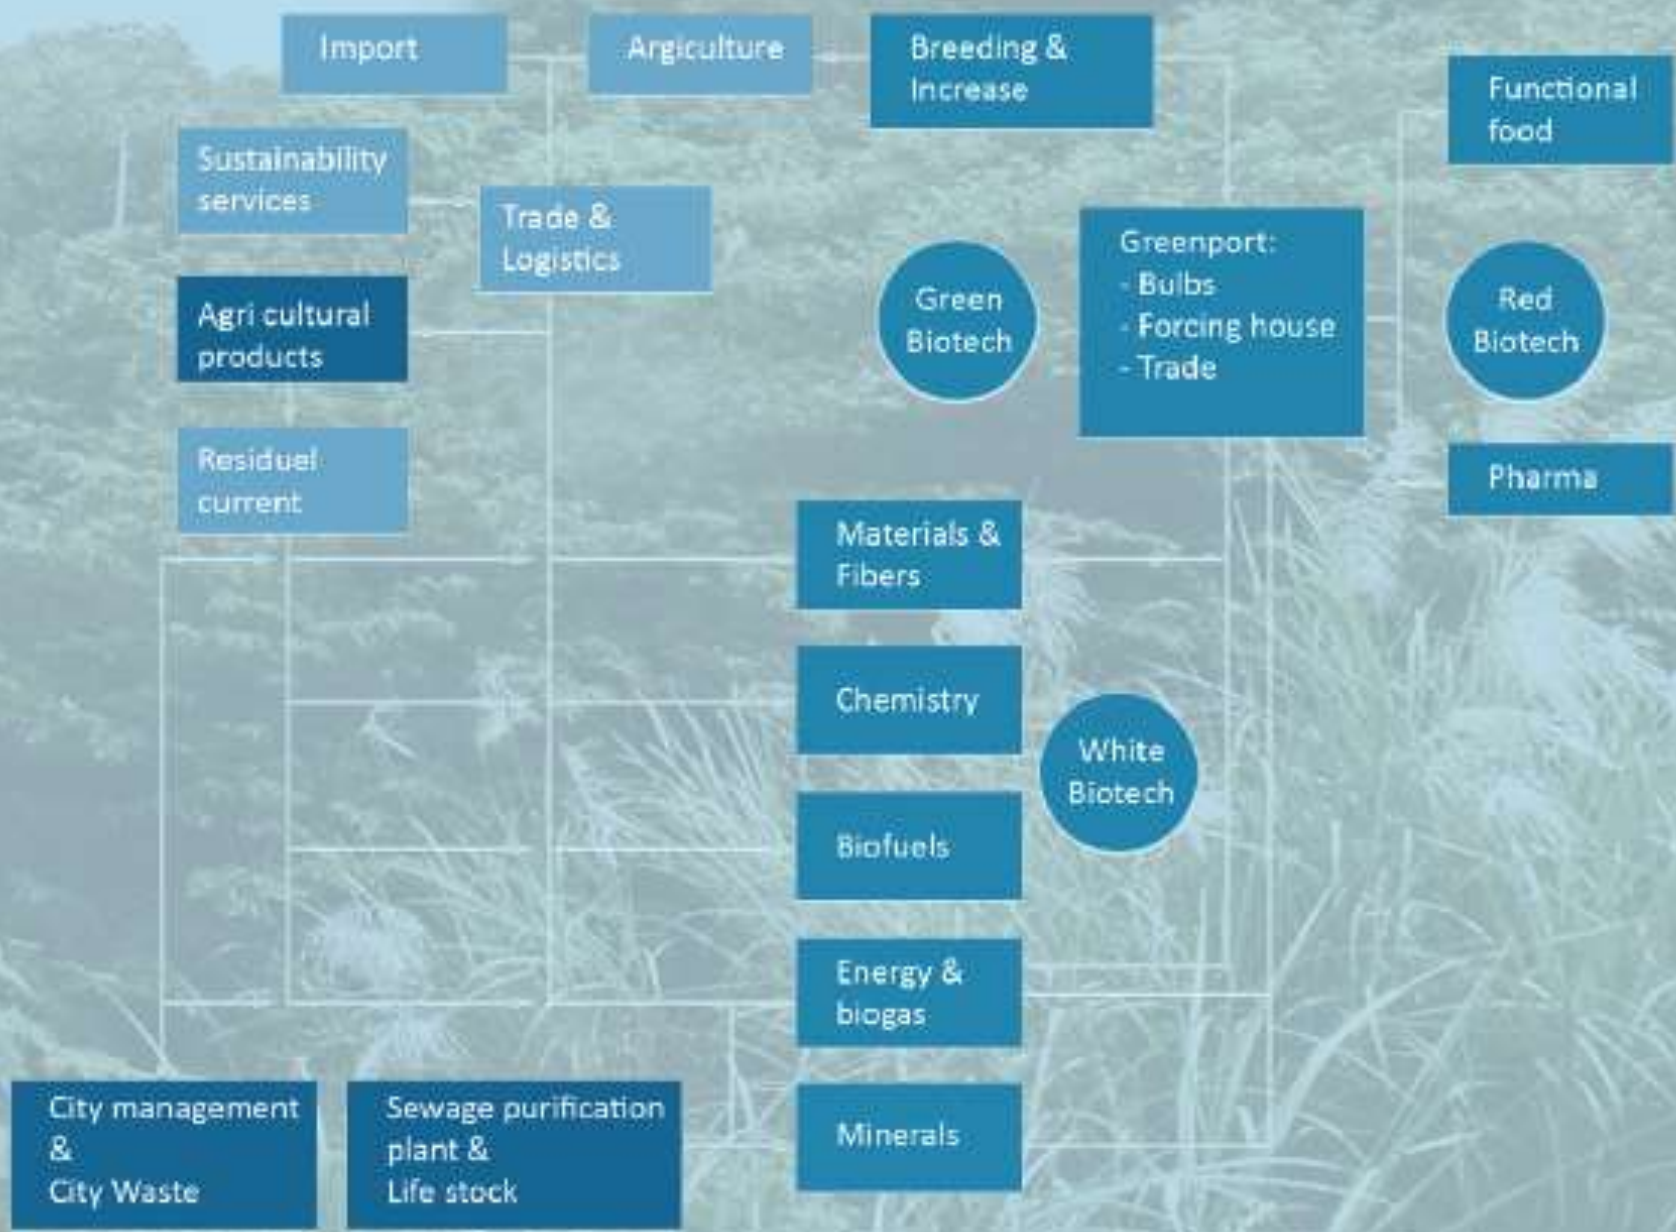 Import
Argiculture
Breeding &
Increase
Functional
food
Sustainability
services
Trade &
Logistics
Greenport:
- Bulbs
- Forcing house
- Trade
Green
Biotech
Red
Biotech
Agri cultural
products
Residuel
current
Pharma
Materials &
Fibers
Chemistry
White
Biotech
Biofuels
Energy &
biogas
City management
&
City Waste
Sewage purification
plant &
Life stock
Minerals